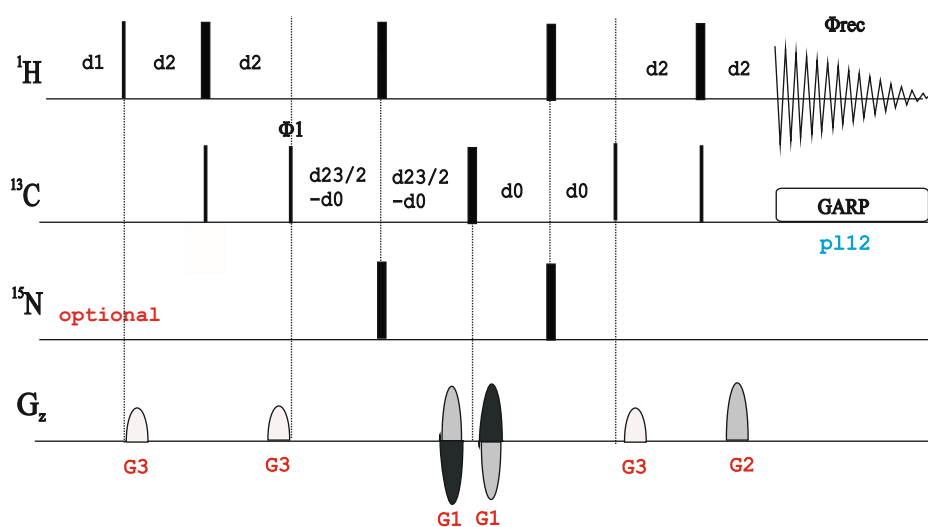 Φrec
¹H d1 d2 d2 d2 d2
Φ1
¹³C d23/2 -d0 d23/2 -d0 d0 d0 GARP
pl12
¹⁵N optional
G_z
G3 G3 G3 G2
G1 G1